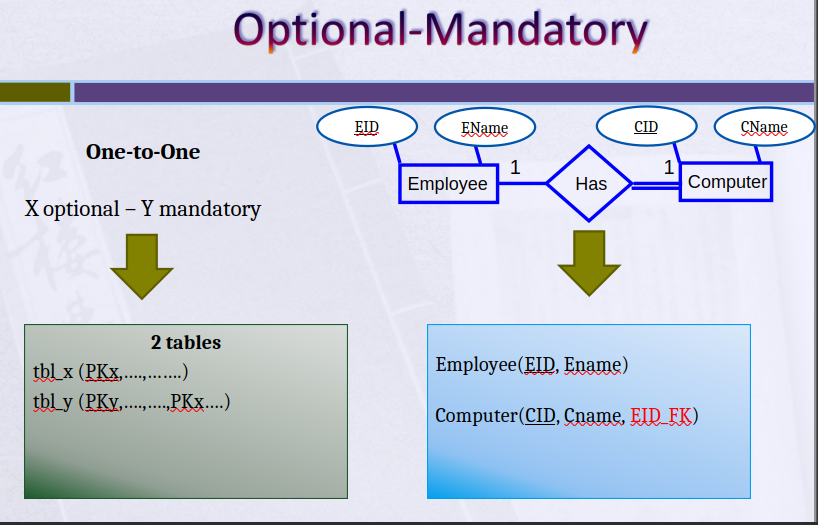 Optional-Mandatory
One-to-One
X optional – Y mandatory
EID
EName
CID
CName
Employee
1
Has
1
Computer
2 tables
tbl_x (PKx,....,.......)
tbl_y (PKy,....,....,PKx....)
Employee(EID, Ename)
Computer(CID, Cname, EID_FK)